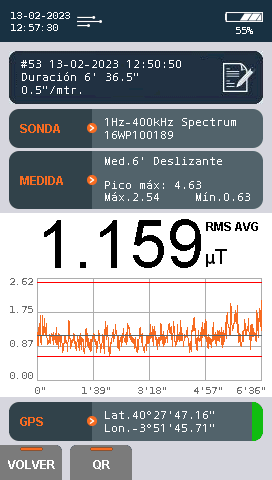 13-02-2023
12:57:30
55%
#53 13-02-2023 12:50:50
Duración 6' 36.5"
0.5"/mtr.
SONDA
1Hz-400kHz Spectrum
16WP100189
MEDIDA
Med.6' Deslizante
Pico máx: 4.63
Máx.2.54 Mín.0.63
1.159
RMS AVG
µT
2.62
1.75
0.87
0.00
0" 1'39" 3'18" 4'57" 6'36"
GPS
Lat.40°27'47.16"
Lon.-3°51'45.71"
VOLVER
QR